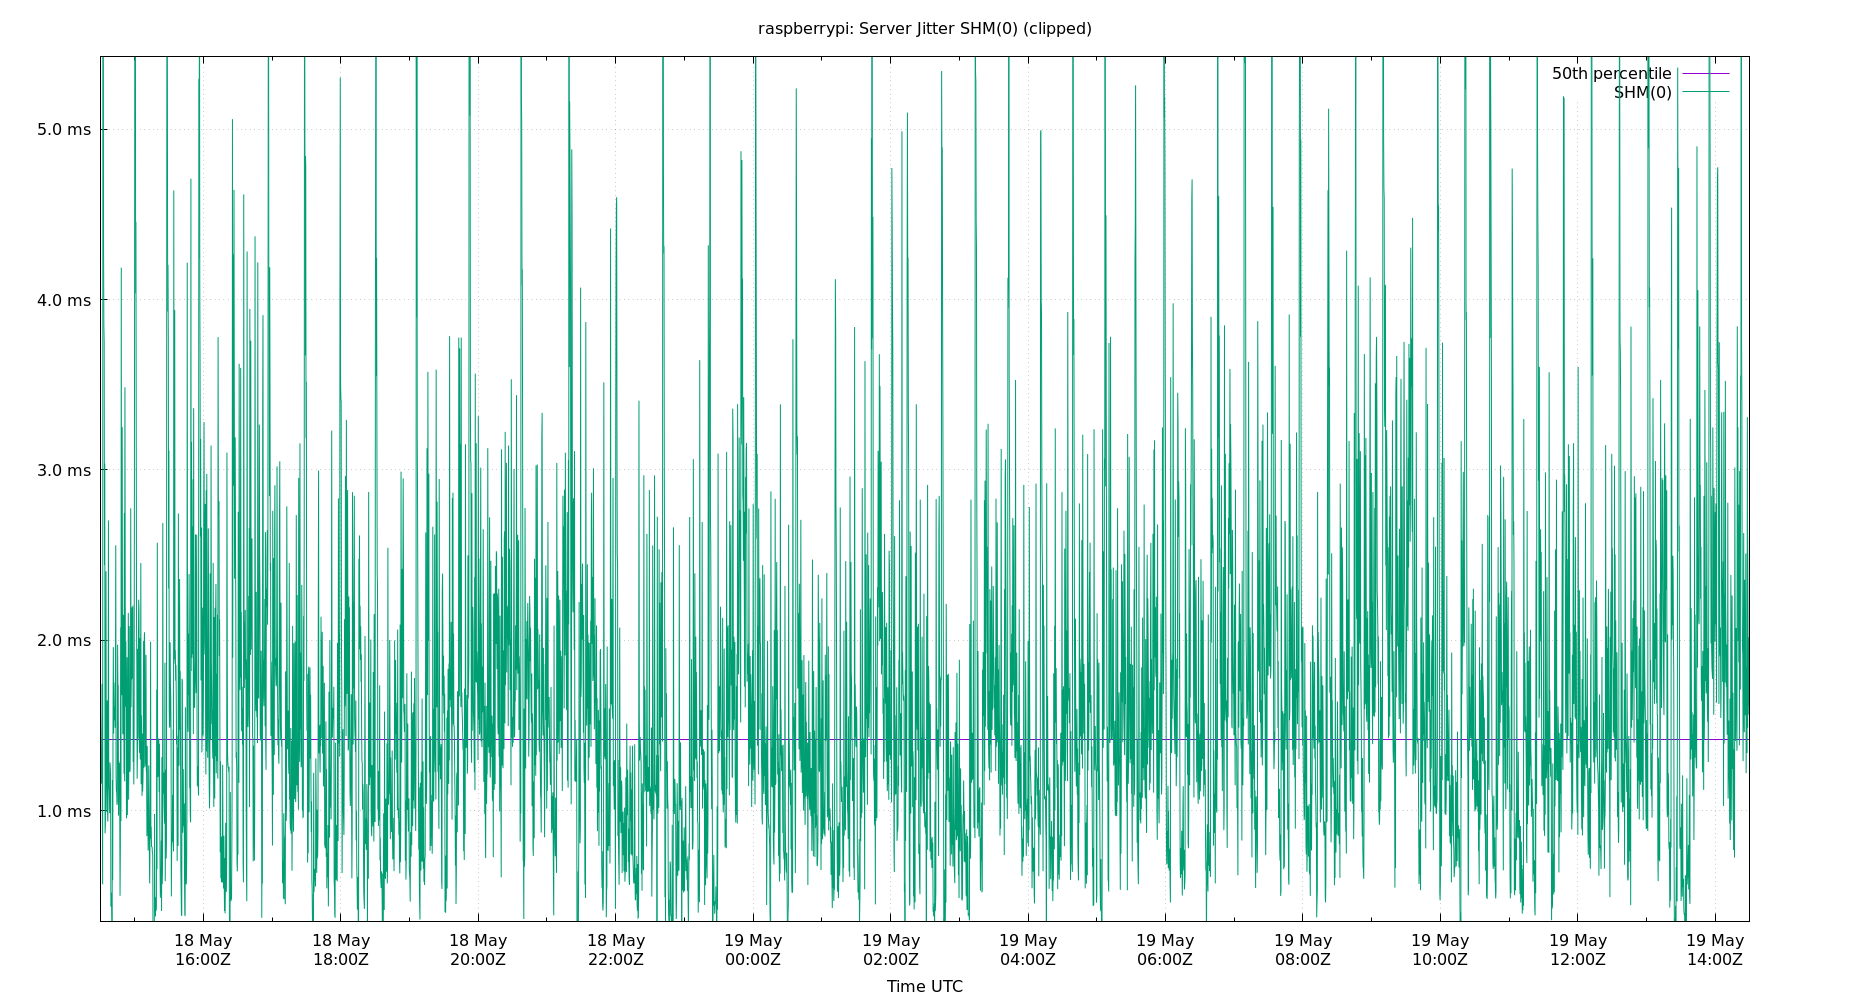 raspberrypi: Server Jitter SHM(0) (clipped)
50th percentile
SHM(0)
5.0 ms
4.0 ms
3.0 ms
2.0 ms
1.0 ms
18 May 18 May 18 May 18 May 19 May 19 May 19 May 19 May 19 May 19 May 19 May 19 May
16:00Z 18:00Z 20:00Z 22:00Z 00:00Z 02:00Z 04:00Z 06:00Z 08:00Z 10:00Z 12:00Z 14:00Z
Time UTC